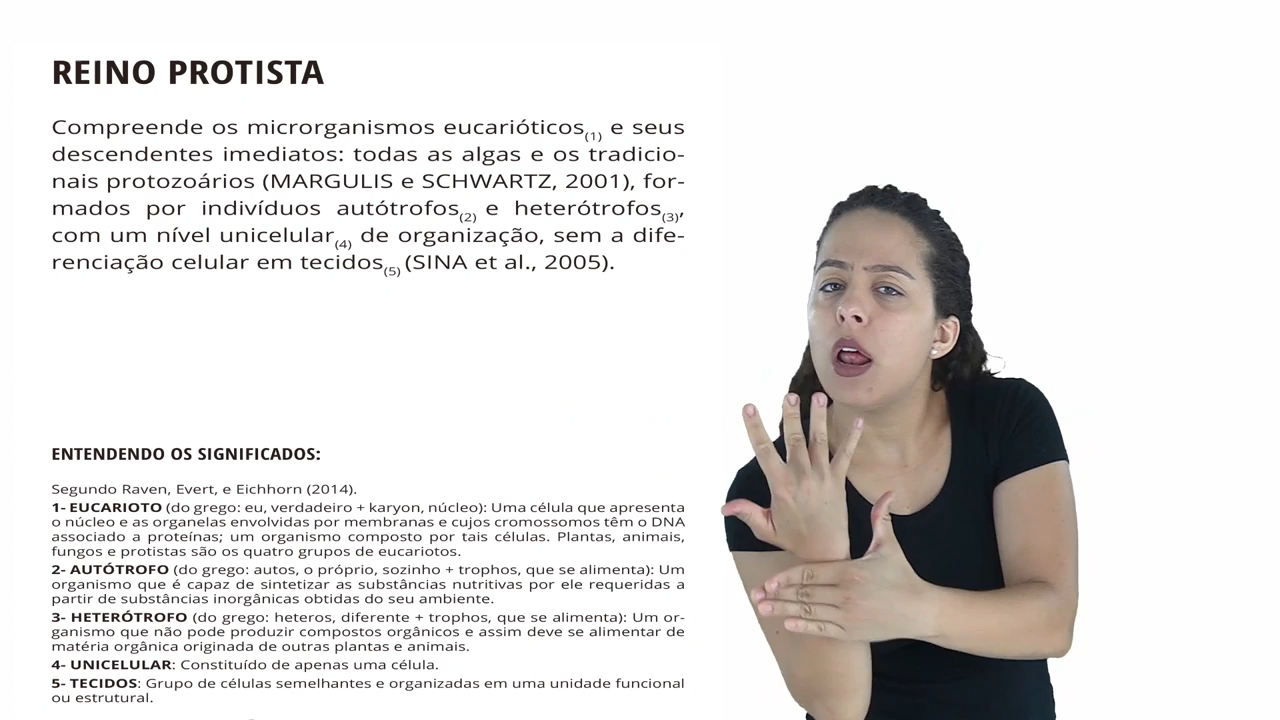 REINO PROTISTA
Compreende os microrganismos eucarióticos(1) e seus
descendentes imediatos: todas as algas e os tradicio-
nais protozoários (MARGULIS e SCHWARTZ, 2001), for-
mados por indivíduos autótrofos(2) e heterótrofos(3),
com um nível unicelular(4) de organização, sem a dife-
renciação celular em tecidos(5) (SINA et al., 2005).
ENTENDENDO OS SIGNIFICADOS:
Segundo Raven, Evert, e Eichhorn (2014).
1- EUCARIOTO (do grego: eu, verdadeiro + karyon, núcleo): Uma célula que apresenta
o núcleo e as organelas envolvidas por membranas e cujos cromossomos têm o DNA
associado a proteínas; um organismo composto por tais células. Plantas, animais,
fungos e protistas são os quatro grupos de eucariotos.
2- AUTÓTROFO (do grego: autos, o próprio, sozinho + trophos, que se alimenta): Um
organismo que é capaz de sintetizar as substâncias nutritivas por ele requeridas a
partir de substâncias inorgânicas obtidas do seu ambiente.
3- HETERÓTROFO (do grego: heteros, diferente + trophos, que se alimenta): Um or-
ganismo que não pode produzir compostos orgânicos e assim deve se alimentar de
matéria orgânica originada de outras plantas e animais.
4- UNICELULAR: Constituído de apenas uma célula.
5- TECIDOS: Grupo de células semelhantes e organizadas em uma unidade funcional
ou estrutural.